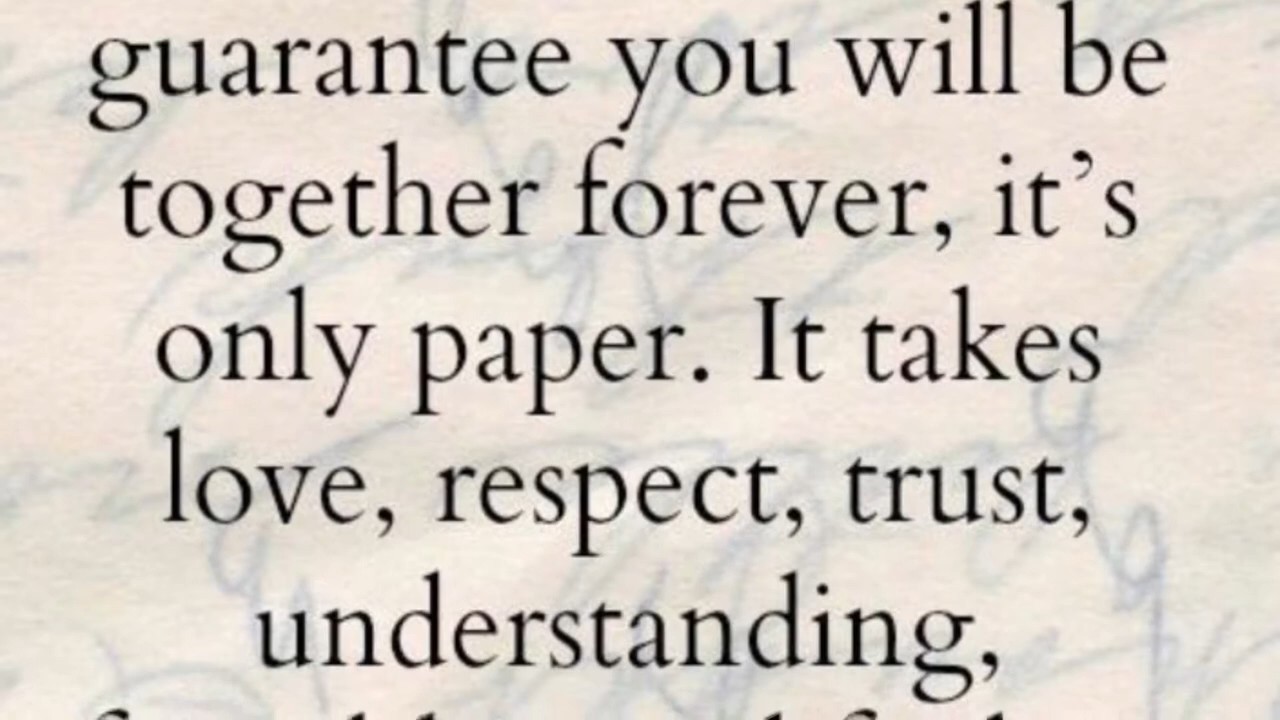 guarantee you will be
together forever, it’s
only paper. It takes
love, respect, trust,
understanding,